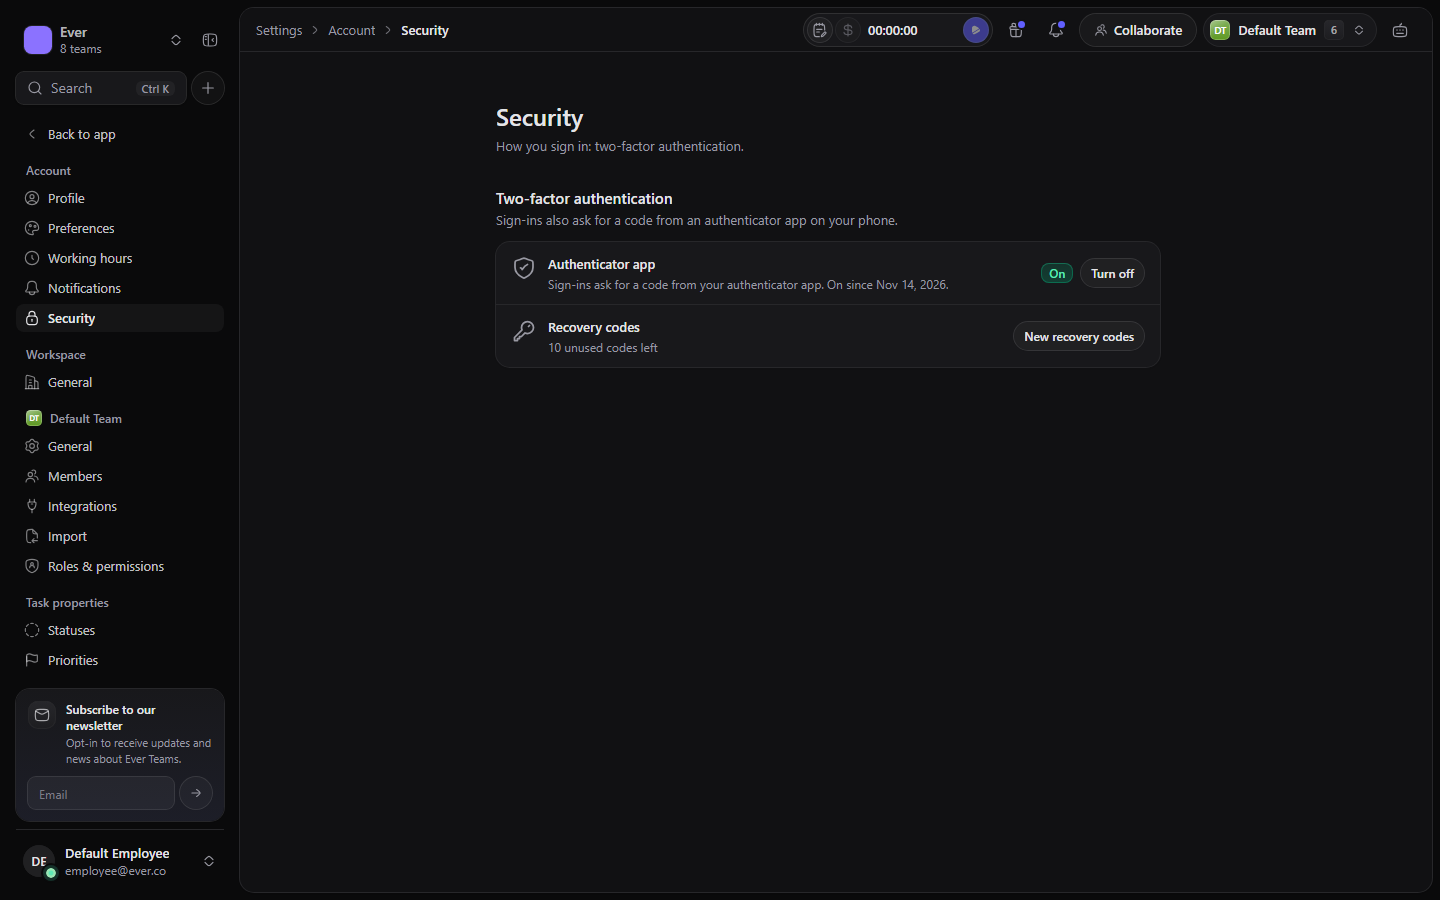 Ever
8 teams
Search
Ctrl K
Back to app
Account
Profile
Preferences
Working hours
Notifications
Security
Workspace
General
DT Default Team
General
Members
Integrations
Import
Roles & permissions
Task properties
Statuses
Priorities
Subscribe to our
newsletter
Opt-in to receive updates and
news about Ever Teams.
Email
DE
Default Employee
employee@ever.co
Settings > Account > Security
00:00:00
Collaborate
DT Default Team 6
Security
How you sign in: two-factor authentication.
Two-factor authentication
Sign-ins also ask for a code from an authenticator app on your phone.
Authenticator app
Sign-ins ask for a code from your authenticator app. On since Nov 14, 2026.
On
Turn off
Recovery codes
10 unused codes left
New recovery codes